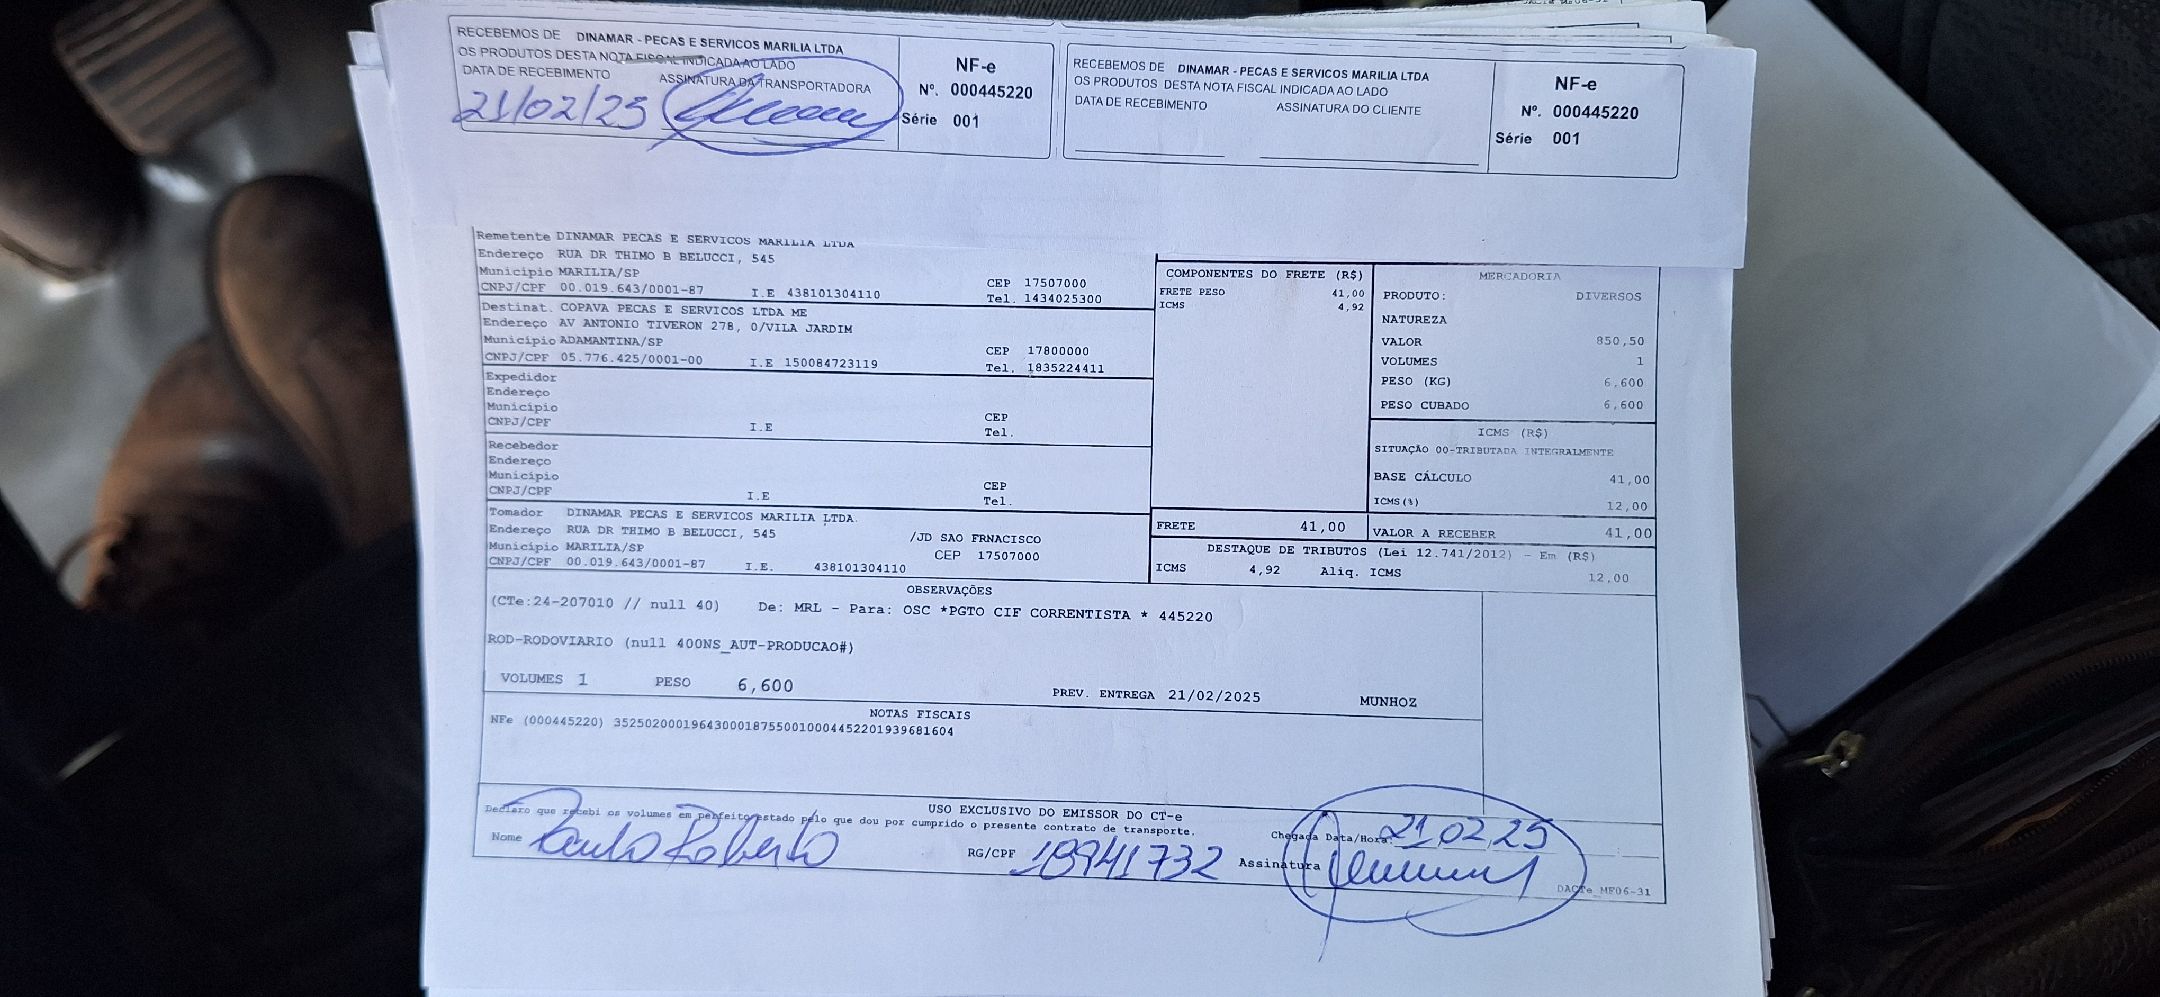 RECEBEMOS DE DINAMAR - PECAS E SERVICOS MARILIA LTDA
OS PRODUTOS DESTA NOTA FISCAL INDICADA AO LADO
DATA DE RECEBIMENTO ASSINATURA DA TRANSPORTADORA
21/02/25
NF-e
Nº. 000445220
Série 001
RECEBEMOS DE DINAMAR - PECAS E SERVICOS MARILIA LTDA
OS PRODUTOS DESTA NOTA FISCAL INDICADA AO LADO
DATA DE RECEBIMENTO ASSINATURA DO CLIENTE
NF-e
Nº. 000445220
Série 001
Remetente DINAMAR PECAS E SERVICOS MARILIA LTDA
Endereço RUA DR THIMO B BELUCCI, 545
Município MARILIA/SP CEP 17507000
CNPJ/CPF 00.019.643/0001-87 I.E 438101304110 Tel. 1434025300
Destinat. COPAVA PECAS E SERVICOS LTDA ME
Endereço AV ANTONIO TIVERON 278, 0/VILA JARDIM
Município ADAMANTINA/SP CEP 17800000
CNPJ/CPF 05.776.425/0001-00 I.E 150084723119 Tel. 1835224411
Expedidor
Endereço
Município CEP
CNPJ/CPF I.E Tel.
Recebedor
Endereço
Município CEP
CNPJ/CPF I.E Tel.
Tomador DINAMAR PECAS E SERVICOS MARILIA LTDA.
Endereço RUA DR THIMO B BELUCCI, 545 /JD SAO FRNACISCO
Município MARILIA/SP CEP 17507000
CNPJ/CPF 00.019.643/0001-87 I.E. 438101304110
COMPONENTES DO FRETE (R$)
FRETE PESO 41,00
ICMS 4,92
MERCADORIA
PRODUTO: DIVERSOS
NATUREZA
VALOR 850,50
VOLUMES 1
PESO (KG) 6,600
PESO CUBADO 6,600
ICMS (R$)
SITUAÇÃO 00-TRIBUTADA INTEGRALMENTE
BASE CÁLCULO 41,00
ICMS(%) 12,00
FRETE 41,00 VALOR A RECEBER 41,00
DESTAQUE DE TRIBUTOS (Lei 12.741/2012) - Em (R$)
ICMS 4,92 Aliq. ICMS 12,00
OBSERVAÇÕES
(CTe:24-207010 // null 40) De: MRL - Para: OSC *PGTO CIF CORRENTISTA * 445220
ROD-RODOVIARIO (null 400NS_AUT-PRODUCAO#)
VOLUMES 1 PESO 6,600 PREV. ENTREGA 21/02/2025 MUNHOZ
NOTAS FISCAIS
NFe (000445220) 35250200019643000187550010004452201939681604
USO EXCLUSIVO DO EMISSOR DO CT-e
Declaro que recebi os volumes em perfeito estado pelo que dou por cumprido o presente contrato de transporte.
Chegada Data/Hora: 21,02,25
Nome Paulo Roberto RG/CPF 18941732 Assinatura
DACTe MF06-31